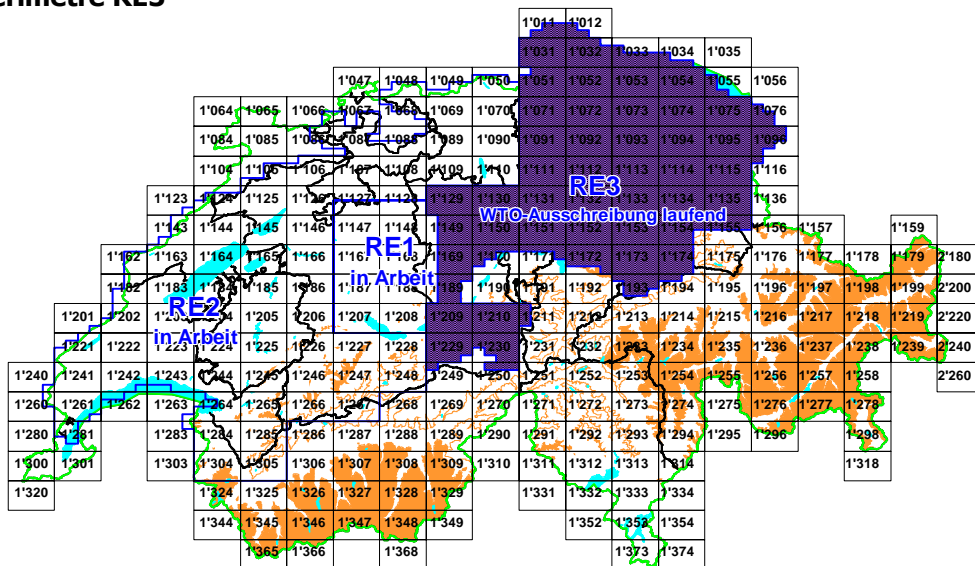 Périmètre RE3
1'011 1'012
1'031 1'032 1'033 1'034 1'035
1'047 1'048 1'049 1'050 1'051 1'052 1'053 1'054 1'055 1'056
1'064 1'065 1'066 1'067 1'068 1'069 1'070 1'071 1'072 1'073 1'074 1'075 1'076
1'084 1'085 1'086 1'087 1'088 1'089 1'090 1'091 1'092 1'093 1'094 1'095 1'096
1'104 1'105 1'106 1'107 1'108 1'109 1'110 1'111 1'112 1'113 1'114 1'115 1'116
RE3
1'123 1'124 1'125 1'126 1'127 1'128 1'129 1'130 1'131 1'132 1'133 1'134 1'135 1'136
WTO-Ausschreibung laufend
1'143 1'144 1'145 1'146 1'147 1'148 1'149 1'150 1'151 1'152 1'153 1'154 1'155 1'156 1'157 1'159
RE1
1'162 1'163 1'164 1'165 1'166 1'167 1'168 1'169 1'170 1'171 1'172 1'173 1'174 1'175 1'176 1'177 1'178 1'179 2'180
in Arbeit
1'182 1'183 1'184 1'185 1'186 1'187 1'188 1'189 1'190 1'191 1'192 1'193 1'194 1'195 1'196 1'197 1'198 1'199 2'200
RE2
1'201 1'202 1'203 1'204 1'205 1'206 1'207 1'208 1'209 1'210 1'211 1'212 1'213 1'214 1'215 1'216 1'217 1'218 1'219 2'220
in Arbeit
1'221 1'222 1'223 1'224 1'225 1'226 1'227 1'228 1'229 1'230 1'231 1'232 1'233 1'234 1'235 1'236 1'237 1'238 1'239 2'240
1'240 1'241 1'242 1'243 1'244 1'245 1'246 1'247 1'248 1'249 1'250 1'251 1'252 1'253 1'254 1'255 1'256 1'257 1'258 2'260
1'260 1'261 1'262 1'263 1'264 1'265 1'266 1'267 1'268 1'269 1'270 1'271 1'272 1'273 1'274 1'275 1'276 1'277 1'278
1'280 1'281 1'283 1'284 1'285 1'286 1'287 1'288 1'289 1'290 1'291 1'292 1'293 1'294 1'295 1'296 1'298
1'300 1'301 1'303 1'304 1'305 1'306 1'307 1'308 1'309 1'310 1'311 1'312 1'313 1'314 1'318
1'320 1'324 1'325 1'326 1'327 1'328 1'329 1'331 1'332 1'333 1'334
1'344 1'345 1'346 1'347 1'348 1'349 1'352 1'353 1'354
1'365 1'366 1'368 1'373 1'374